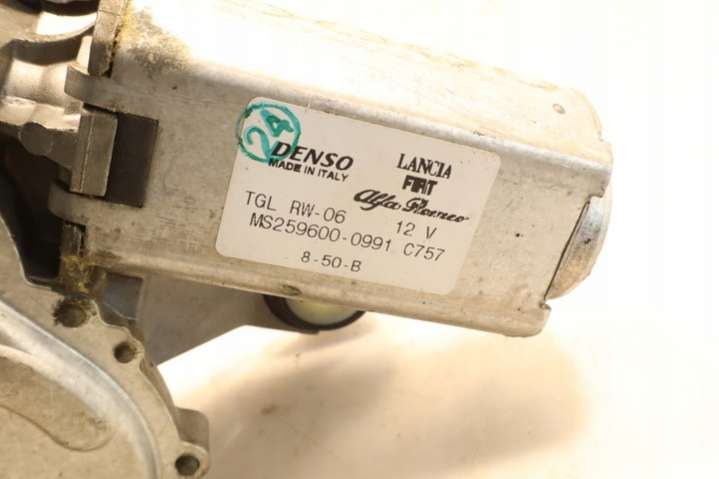 24
DENSO
MADE IN ITALY
LANCIA
FIAT
Alfa Romeo
TGL RW-06
12 V
MS259600-0991 C757
8-50-B